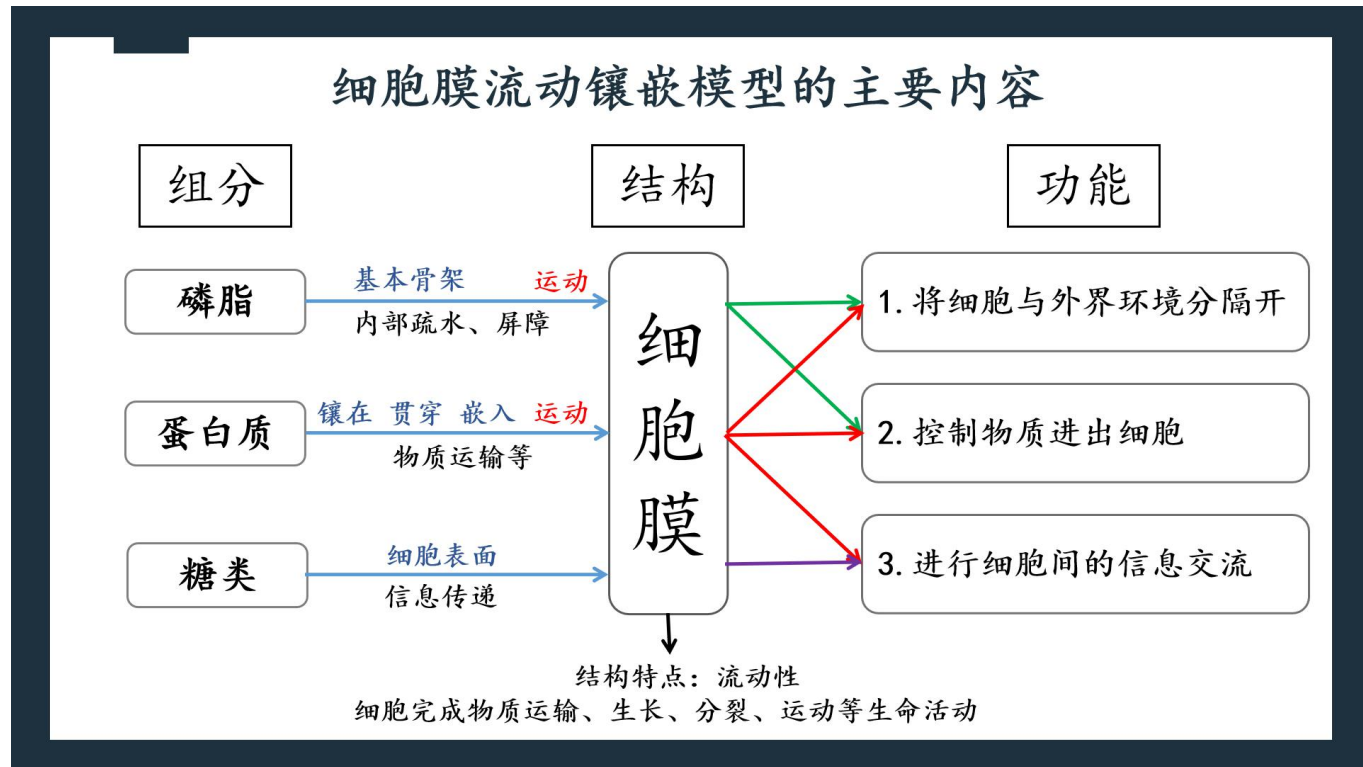 细胞膜流动镶嵌模型的主要内容
组分
结构
功能
磷脂
基本骨架 运动
内部疏水、屏障
蛋白质
镶在 贯穿 嵌入 运动
物质运输等
糖类
细胞表面
信息传递
细胞膜
1.将细胞与外界环境分隔开
2.控制物质进出细胞
3.进行细胞间的信息交流
结构特点：流动性
细胞完成物质运输、生长、分裂、运动等生命活动